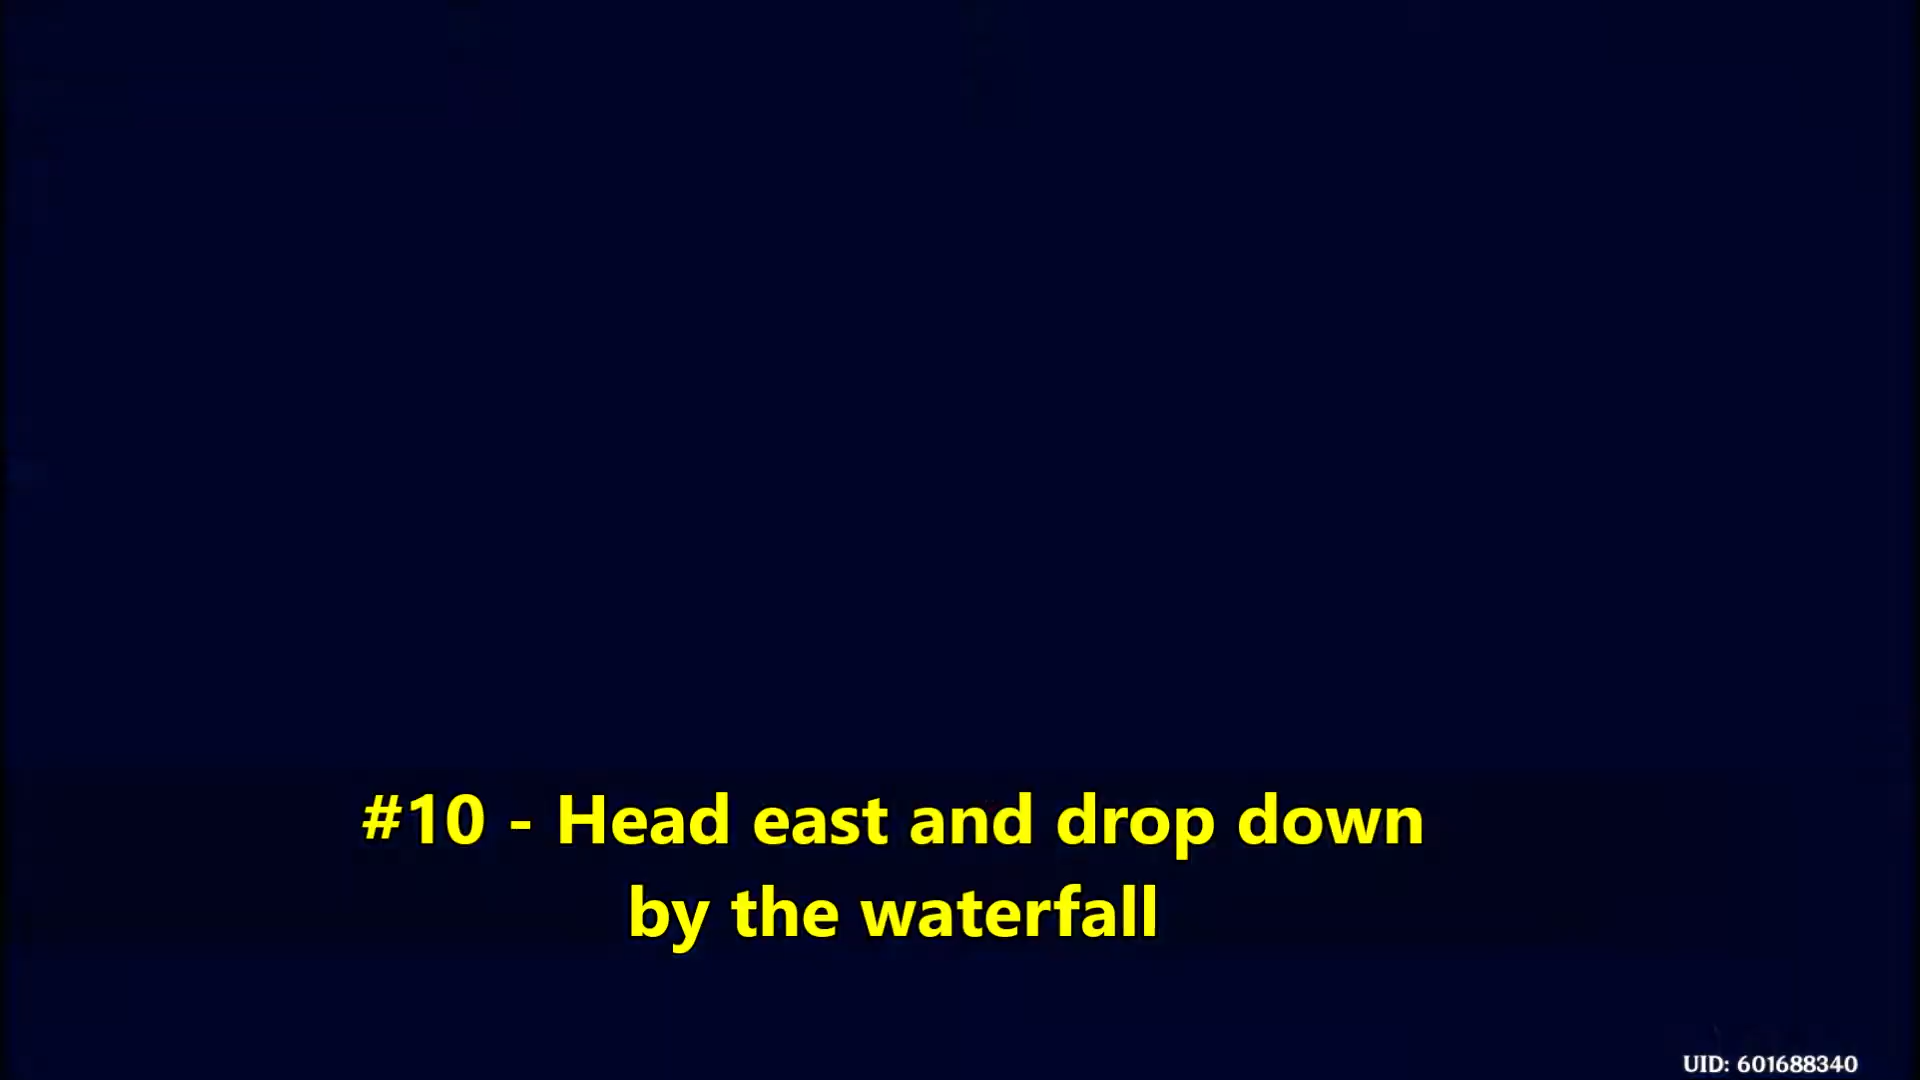 #10 - Head east and drop down
by the waterfall
UID: 601688340